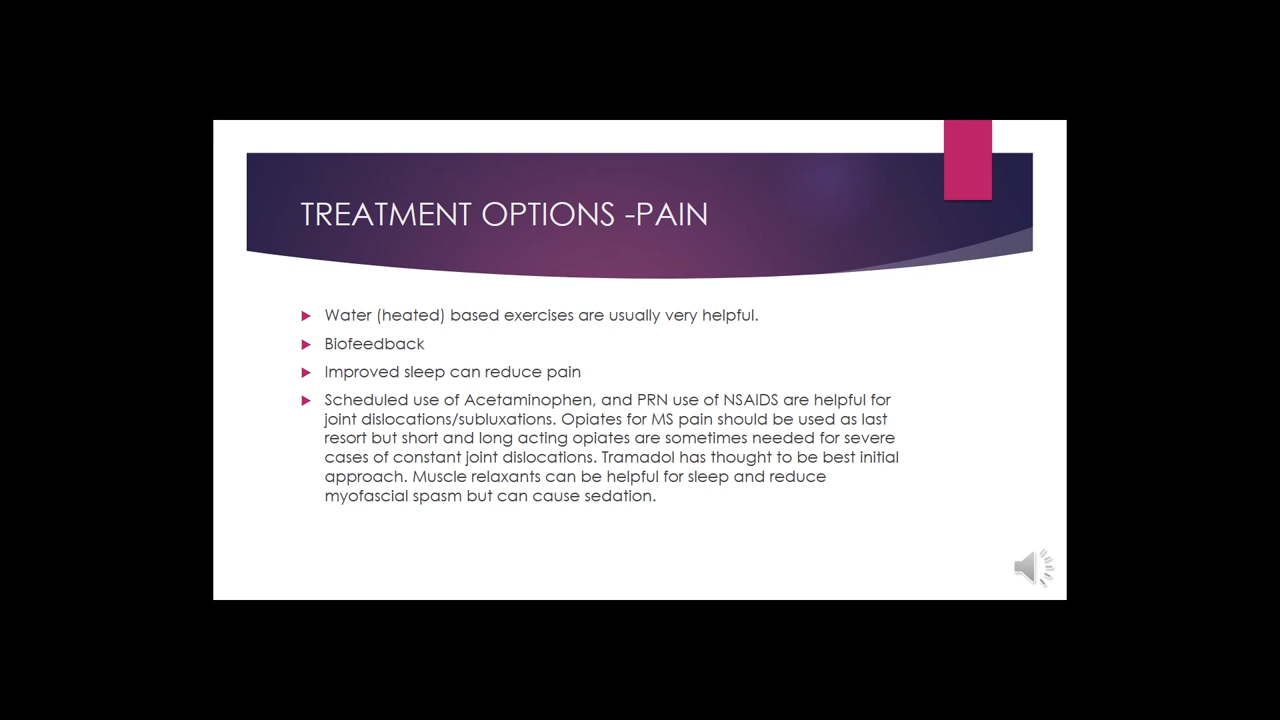 TREATMENT OPTIONS -PAIN
Water (heated) based exercises are usually very helpful.
Biofeedback
Improved sleep can reduce pain
Scheduled use of Acetaminophen, and PRN use of NSAIDS are helpful for
joint dislocations/subluxations. Opiates for MS pain should be used as last
resort but short and long acting opiates are sometimes needed for severe
cases of constant joint dislocations. Tramadol has thought to be best initial
approach. Muscle relaxants can be helpful for sleep and reduce
myofascial spasm but can cause sedation.